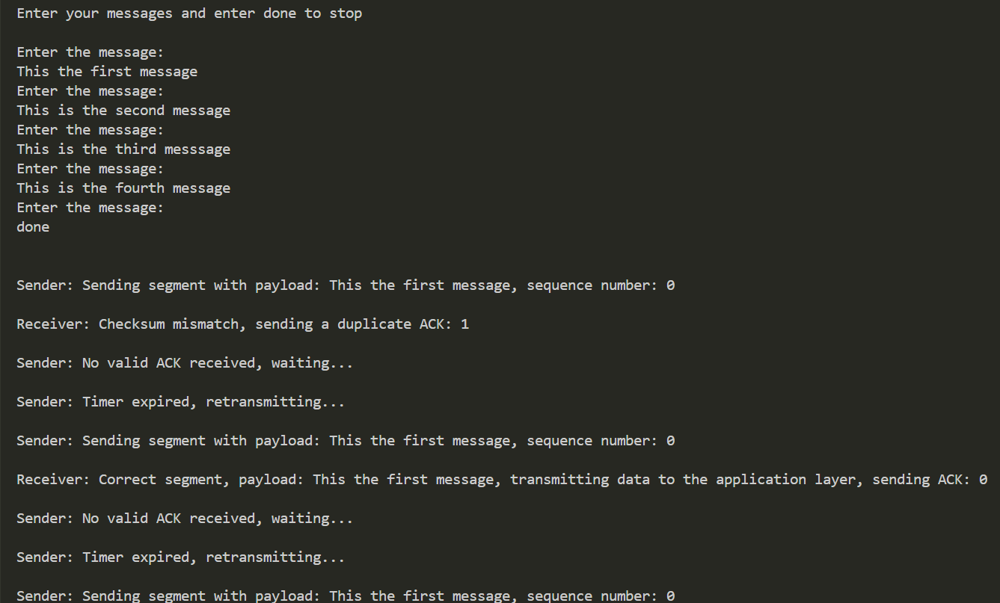 Enter your messages and enter done to stop
Enter the message:
This the first message
Enter the message:
This is the second message
Enter the message:
This is the third messsage
Enter the message:
This is the fourth message
Enter the message:
done
Sender: Sending segment with payload: This the first message, sequence number: 0
Receiver: Checksum mismatch, sending a duplicate ACK: 1
Sender: No valid ACK received, waiting...
Sender: Timer expired, retransmitting...
Sender: Sending segment with payload: This the first message, sequence number: 0
Receiver: Correct segment, payload: This the first message, transmitting data to the application layer, sending ACK: 0
Sender: No valid ACK received, waiting...
Sender: Timer expired, retransmitting...
Sender: Sending segment with payload: This the first message, sequence number: 0